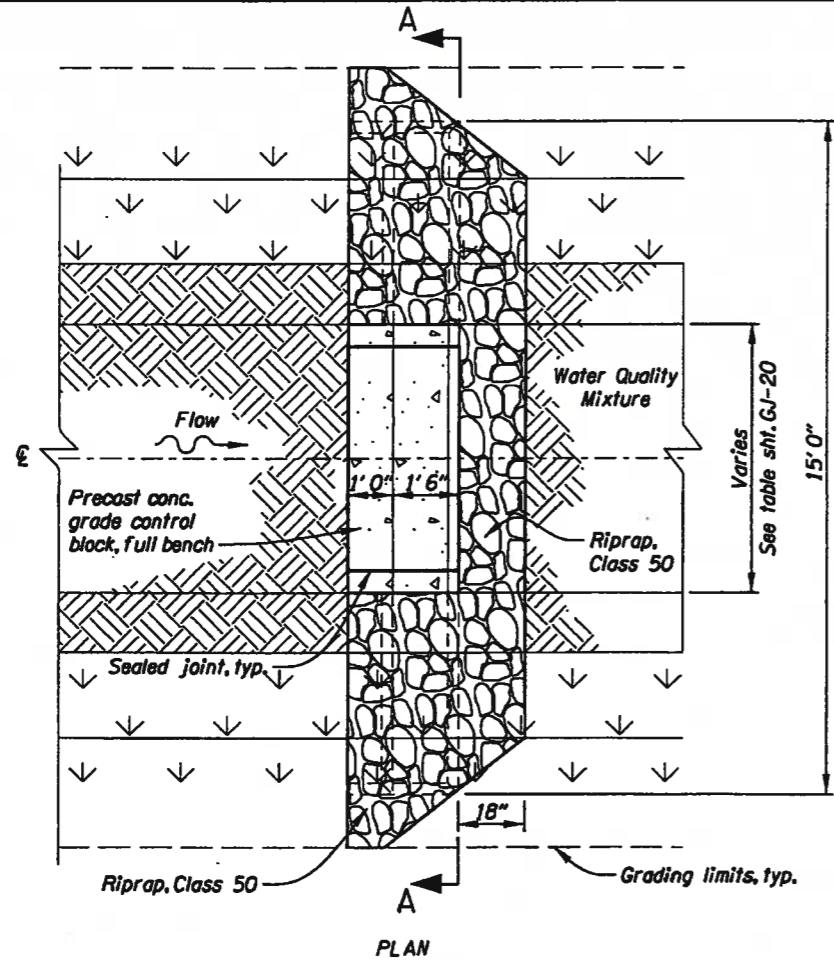 A
Flow
Water Quality
Mixture
℄
Varies
See table sht. GJ-20
15'0"
1'0"
1'6"
Precast conc.
grade control
block, full bench
Riprap,
Class 50
Sealed joint, typ.
18"
Riprap, Class 50
A
Grading limits, typ.
PLAN